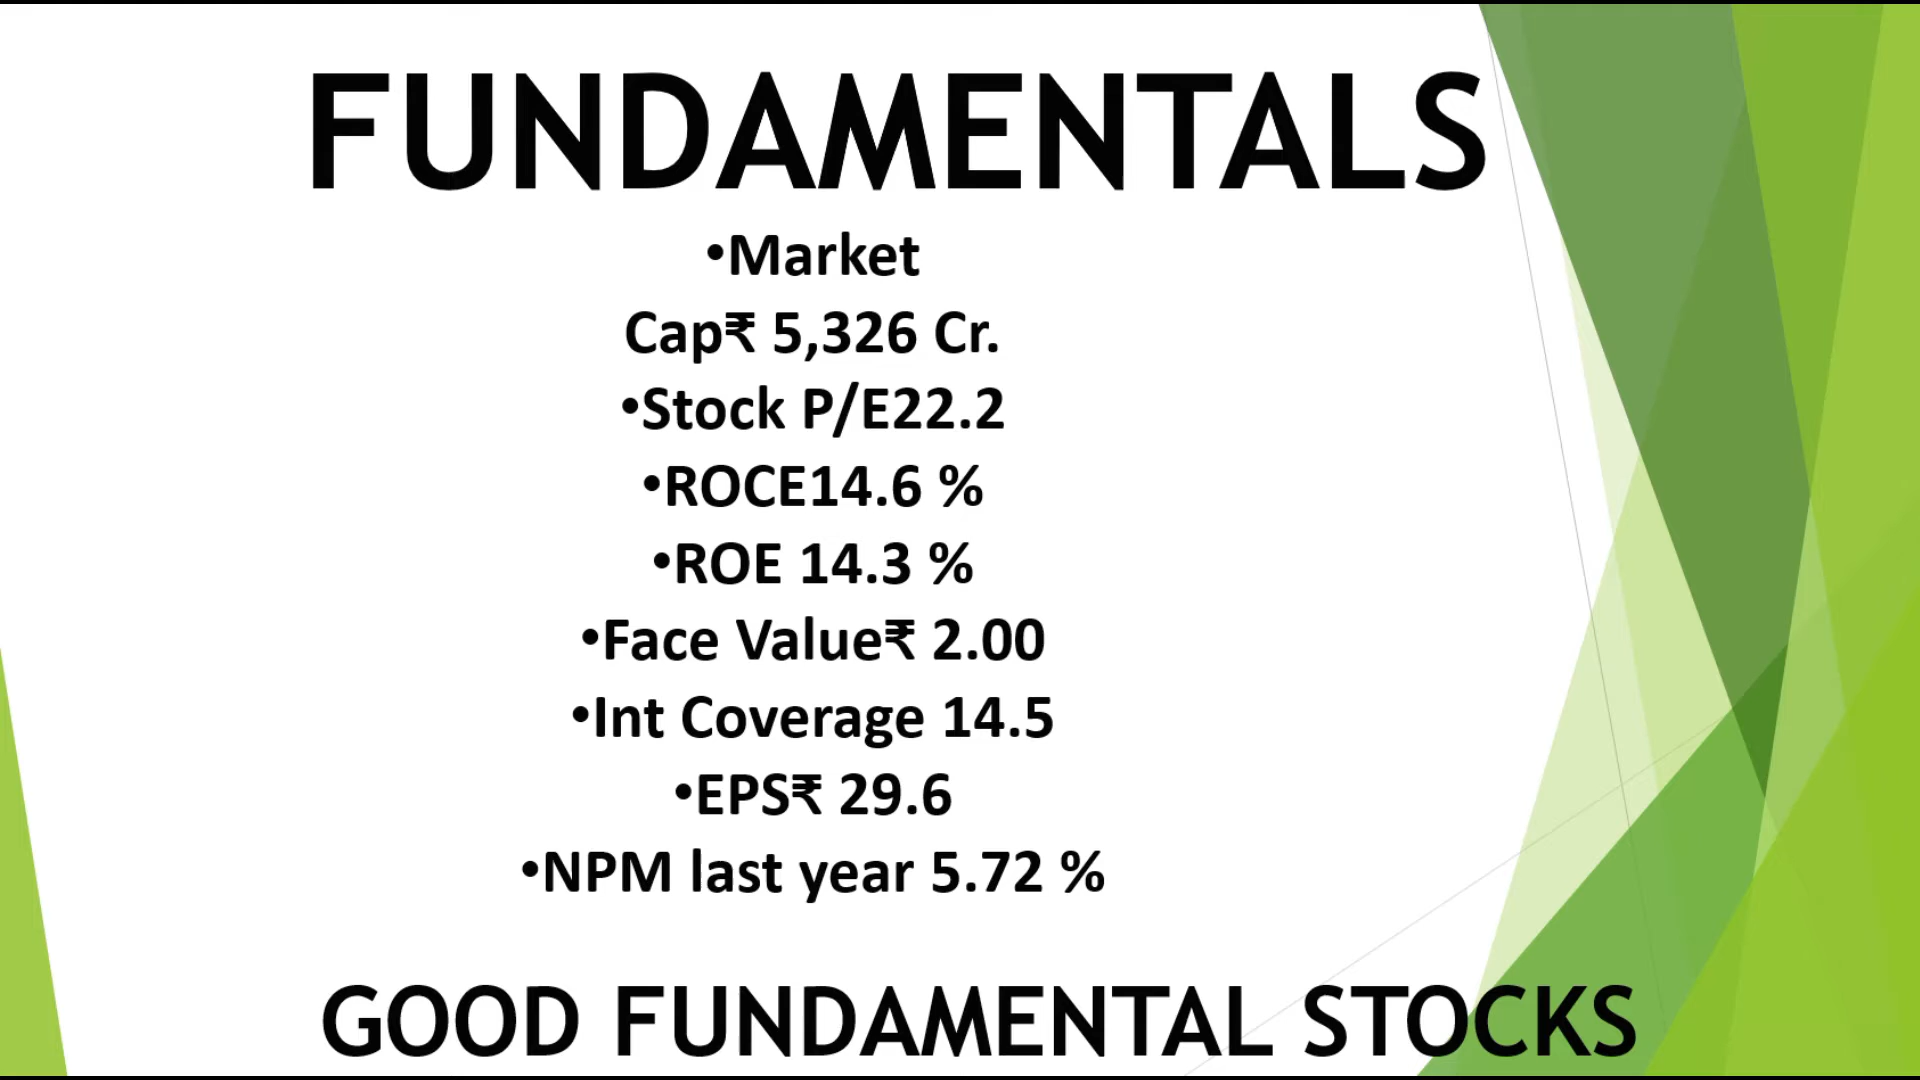 FUNDAMENTALS
•Market
Cap₹ 5,326 Cr.
•Stock P/E22.2
•ROCE14.6 %
•ROE 14.3 %
•Face Value₹ 2.00
•Int Coverage 14.5
•EPS₹ 29.6
•NPM last year 5.72 %
GOOD FUNDAMENTAL STOCKS